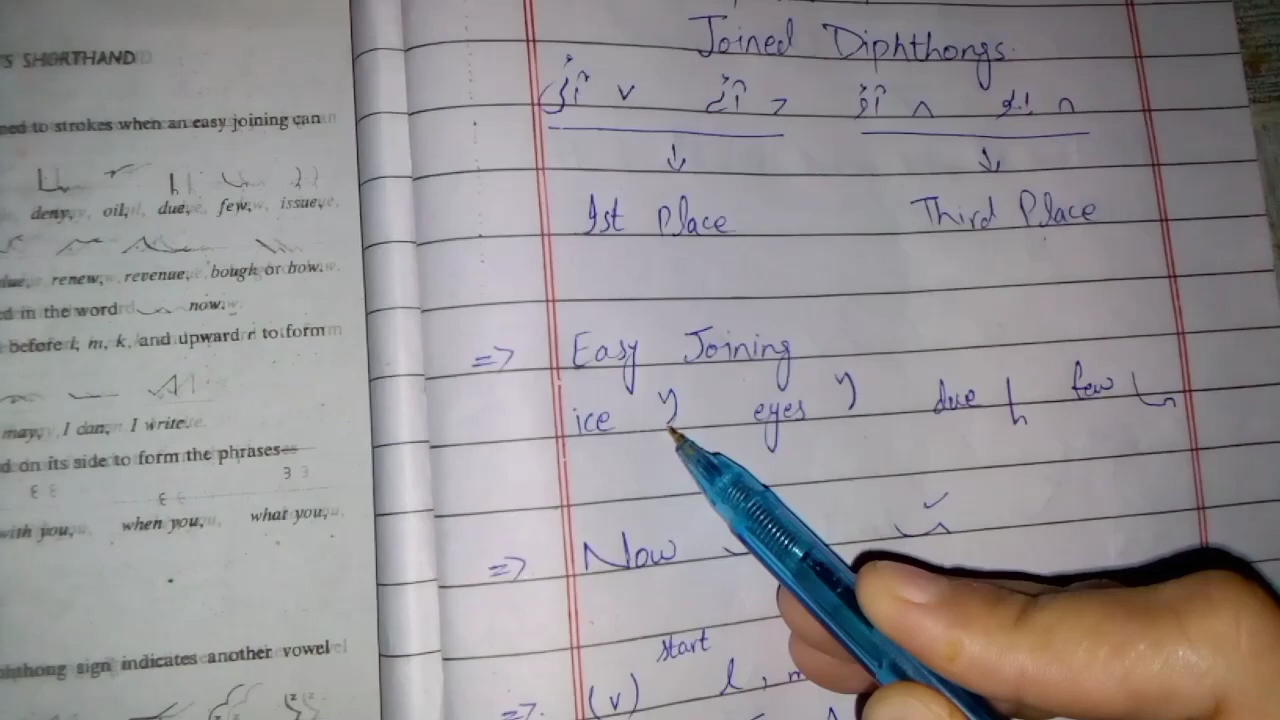 S SHORTHAND
ned to strokes when an easy joining can
deny, oil, due, few, issue,
lue, renew, revenue, bough or bow.
ed in the word now.
before l, m, k, and upward r to form
may, I can, I write.
d on its side to form the phrases
with you, when you, what you,
phthong sign indicates another vowel
Joined Diphthongs.
1st Place Third Place
=> Easy Joining
ice eyes due few
=> Now
start
=> (v) l, m